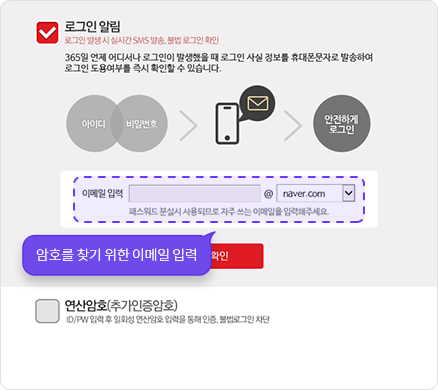 로그인 알림
로그인 발생 시 실시간 SMS 발송, 불법 로그인 확인
365일 언제 어디서나 로그인이 발생했을 때 로그인 사실 정보를 휴대폰문자로 발송하여
로그인 도용여부를 즉시 확인할 수 있습니다.
아이디
비밀번호
안전하게
로그인
이메일 입력 @ naver.com
패스워드 분실시 사용되므로 자주 쓰는 이메일을 입력해주세요.
암호를 찾기 위한 이메일 입력
확인
연산암호(추가인증암호)
ID/PW 입력 후 일회성 연산암호 입력을 통해 인증, 불법로그인 차단